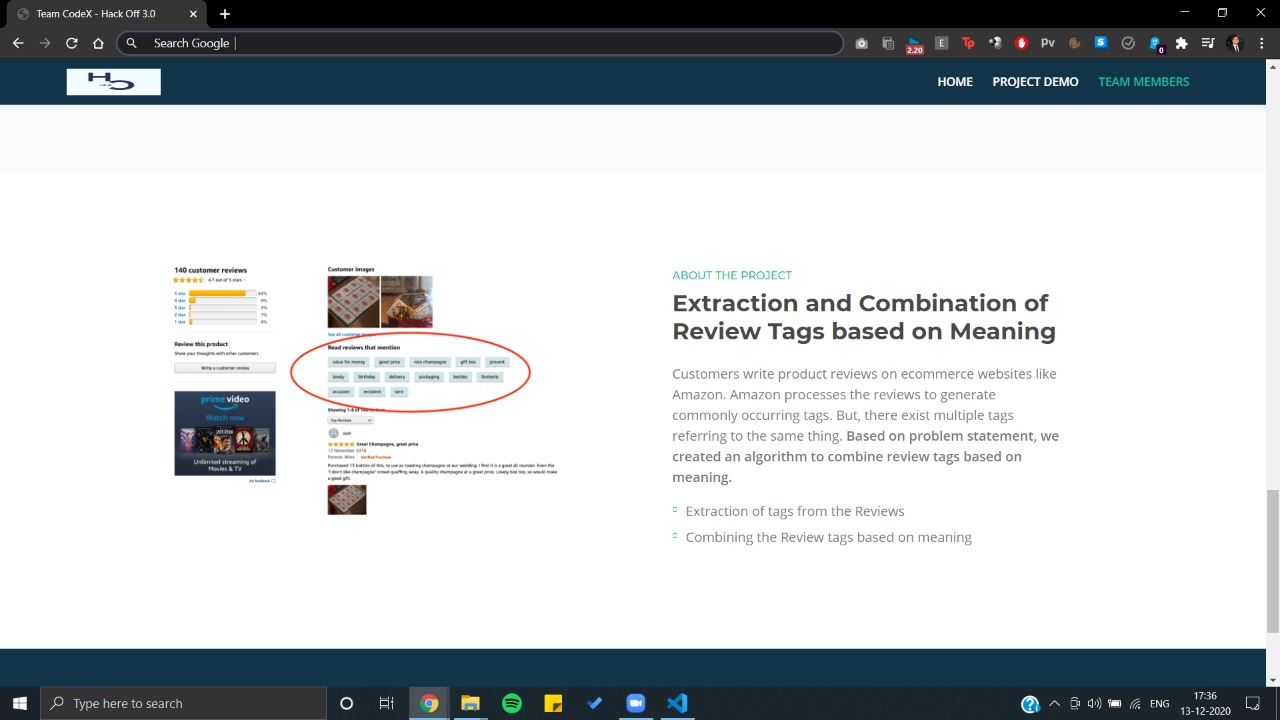 Team CodeX - Ham Hack 3.0
Search Google
2.20
E
Tp
Dv
S
0
H
HOME PROJECT DEMO TEAM MEMBERS
140 customer reviews
4.7 out of 5 stars
5 star 84%
4 star 9%
3 star 2%
2 star 1%
1 star 4%
Review this product
Share your thoughts with other customers
Write a customer review
prime video
Watch now
Unlimited streaming of
Movies & TV
Ad feedback
Customer images
See all customer images
Read reviews that mention
value for money good price nice champagne gift box present
lovely birthday delivery packaging bottles fantastic
occasion recipient sent
Showing 1-8 of reviews
Top Reviews
Josh
Great Champagne, great price
13 November 2018
Format: Wine Verified Purchase
Purchased 15 bottles of this, to use as toasting champagne at our wedding. I find it is a good all rounder. Even the
"I don't like champagne" crowd quaffing away. A quality champagne at a great price. Lovely box too, so would make
a good gift.
ABOUT THE PROJECT
Extraction and Combination of
Review Tags based on Meaning
Customers write product reviews on ecommerce websites
Amazon. Amazon processes the reviews to generate
commonly occuring tags. But, there are multiple tags
referring to the same thing. Based on problem statement,
created an algorithm to combine review tags based on
meaning.
Extraction of tags from the Reviews
Combining the Review tags based on meaning
Type here to search
ENG
17:36
13-12-2020